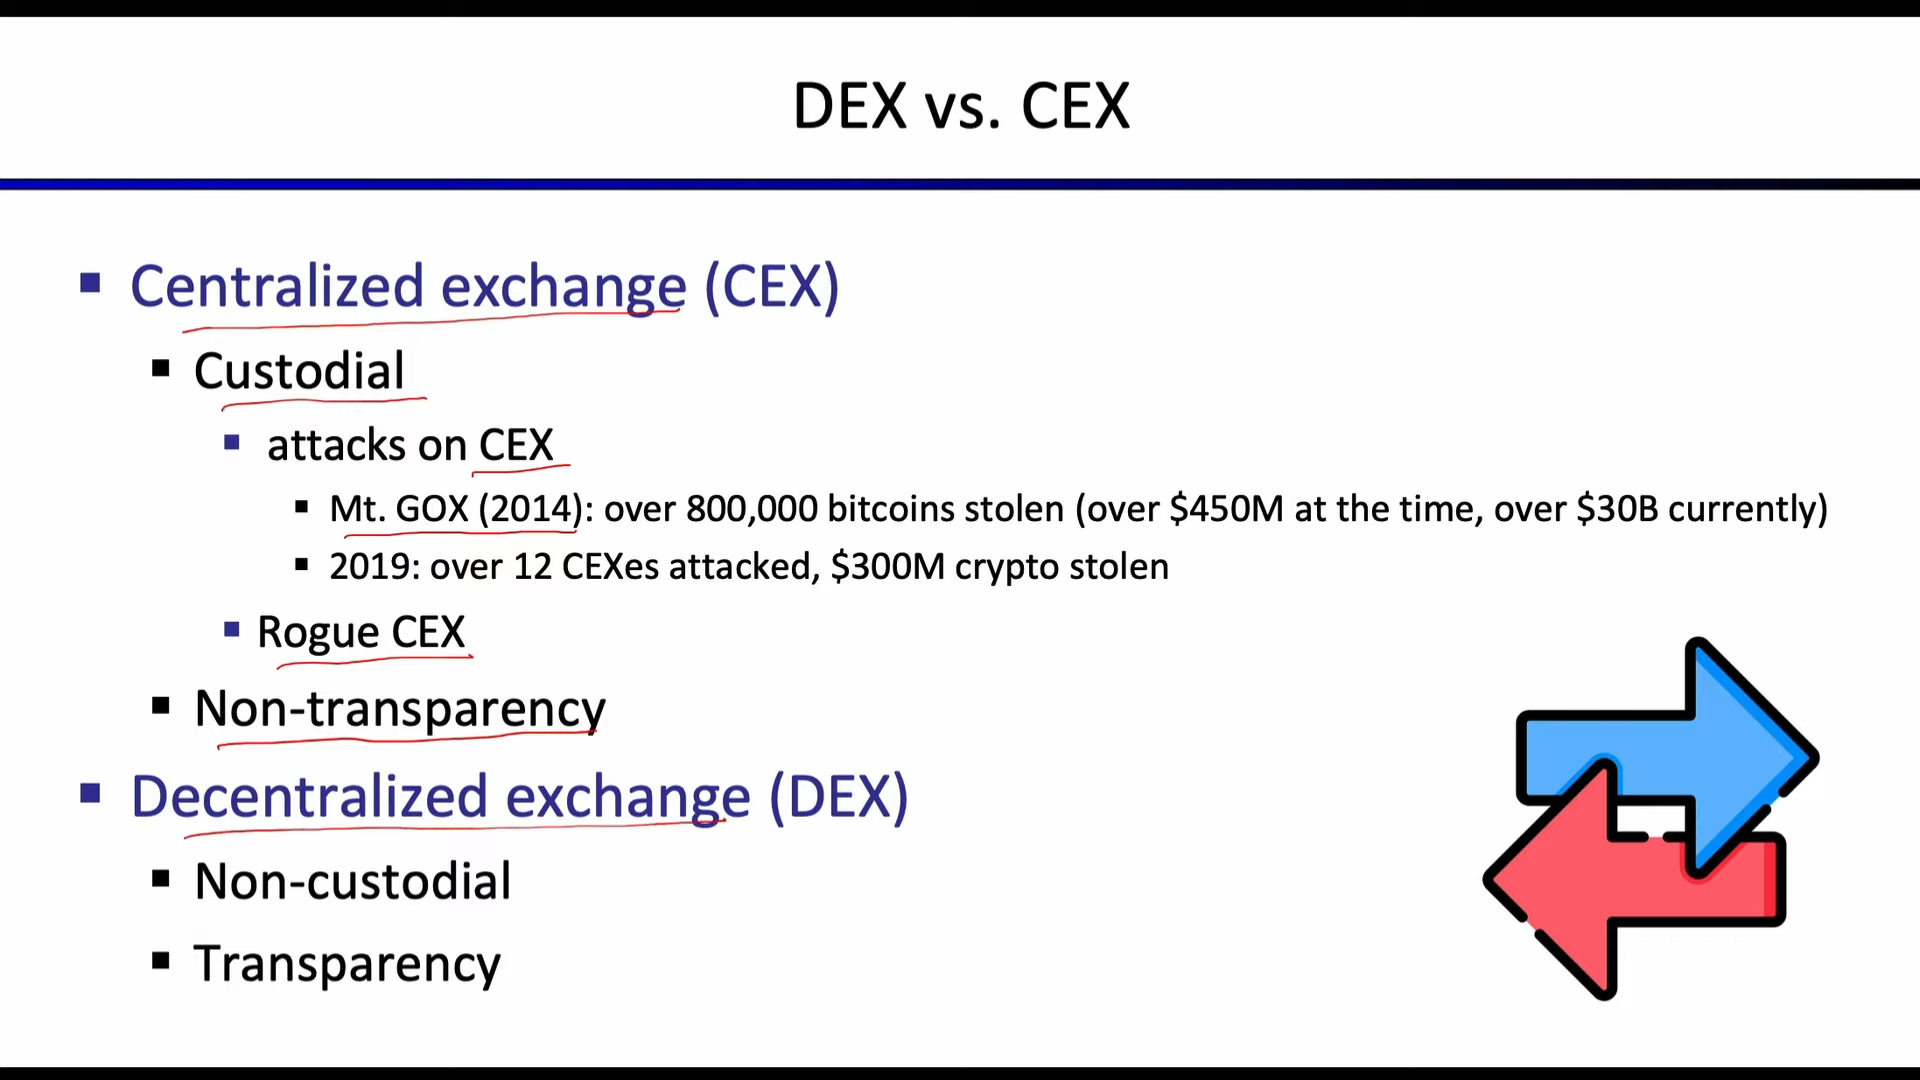 DEX vs. CEX
Centralized exchange (CEX)
Custodial
attacks on CEX
Mt. GOX (2014): over 800,000 bitcoins stolen (over $450M at the time, over $30B currently)
2019: over 12 CEXes attacked, $300M crypto stolen
Rogue CEX
Non-transparency
Decentralized exchange (DEX)
Non-custodial
Transparency